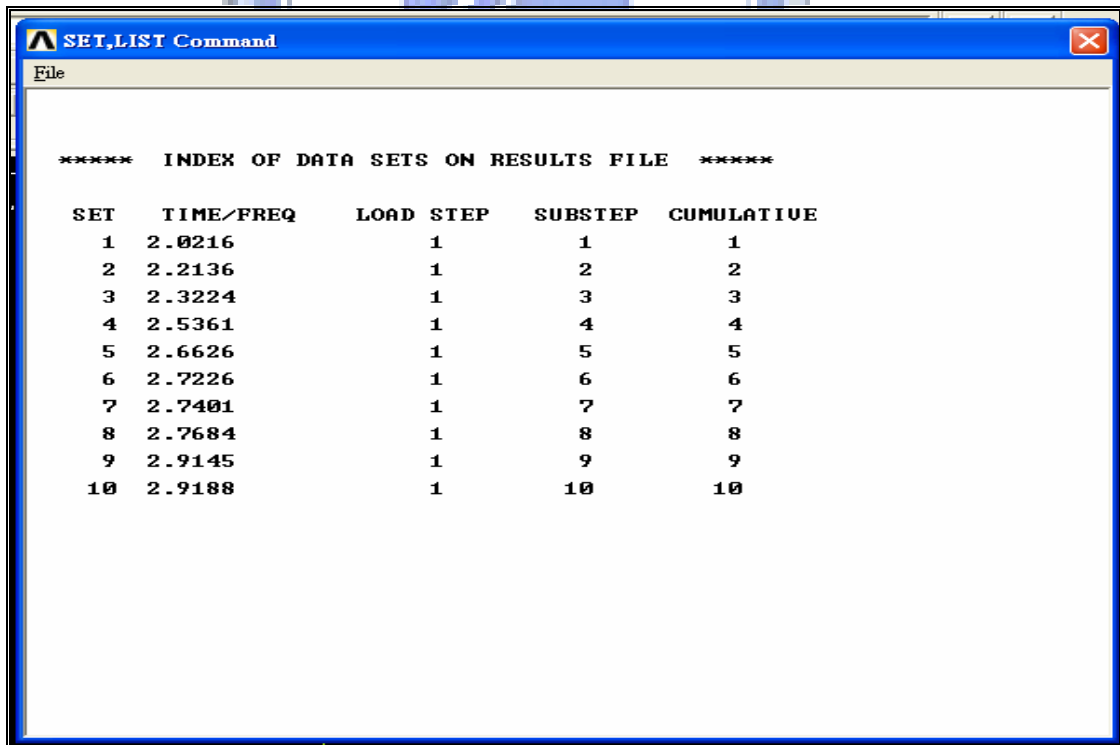 SET,LIST Command
File
***** INDEX OF DATA SETS ON RESULTS FILE *****
SET TIME/FREQ LOAD STEP SUBSTEP CUMULATIVE
1 2.0216 1 1 1
2 2.2136 1 2 2
3 2.3224 1 3 3
4 2.5361 1 4 4
5 2.6626 1 5 5
6 2.7226 1 6 6
7 2.7401 1 7 7
8 2.7684 1 8 8
9 2.9145 1 9 9
10 2.9188 1 10 10